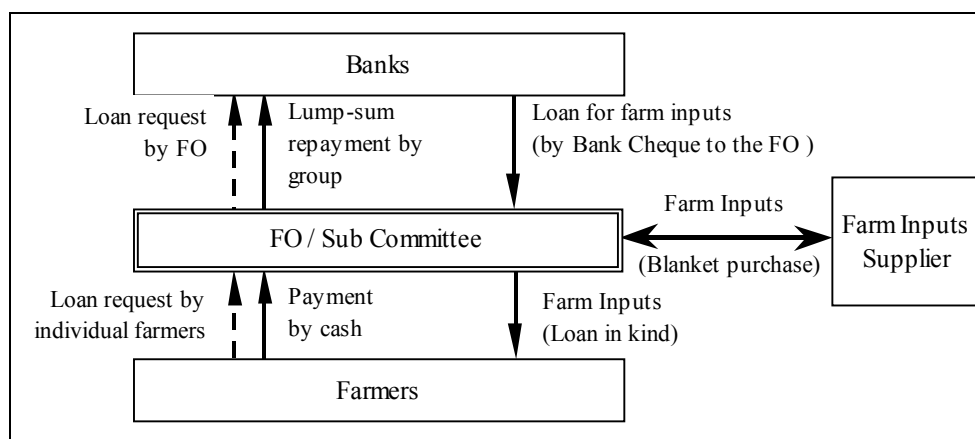 Banks
Loan request
by FO
Lump-sum
repayment by
group
Loan for farm inputs
(by Bank Cheque to the FO )
FO / Sub Committee
Farm Inputs
(Blanket purchase)
Farm Inputs
Supplier
Loan request by
individual farmers
Payment
by cash
Farm Inputs
(Loan in kind)
Farmers